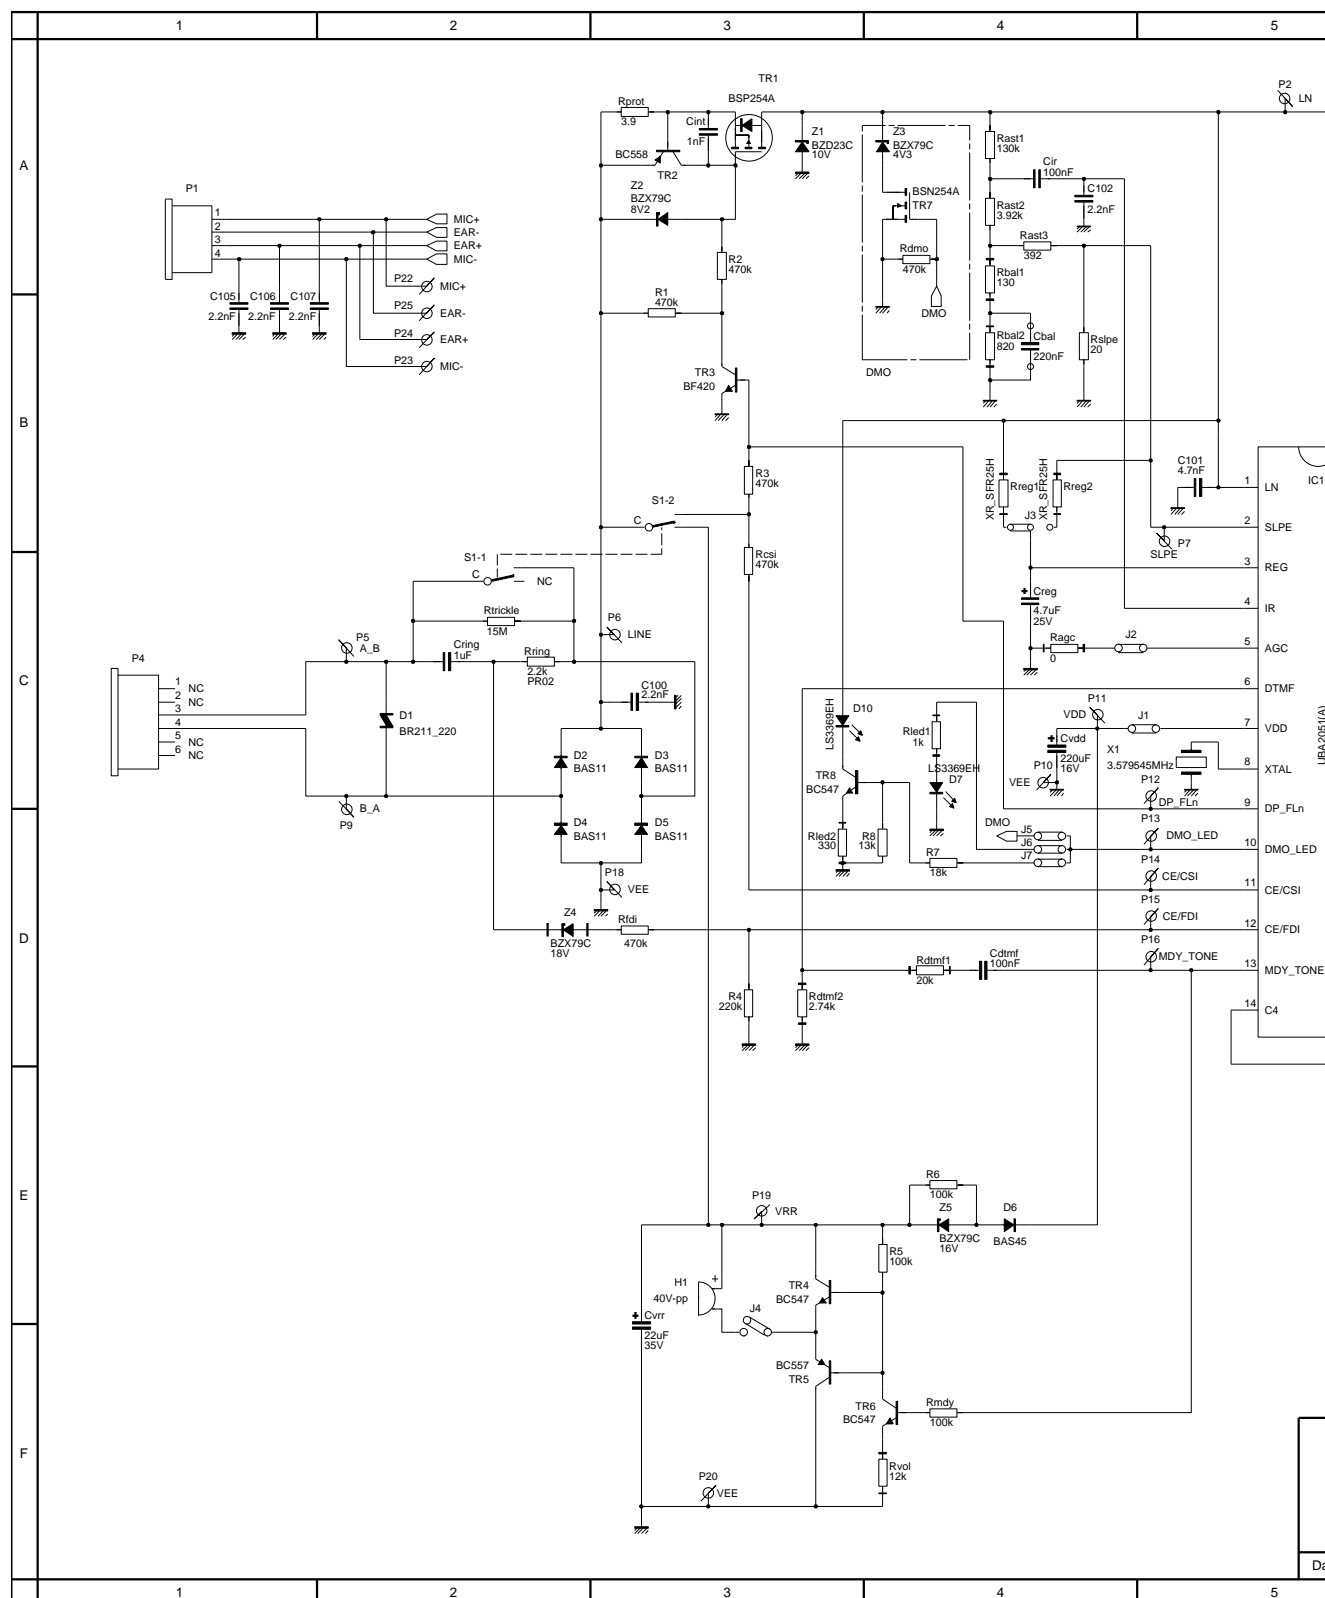 1 2 3 4 5
A
B
C
D
E
F
TR1
BSP254A
P2
LN
Rprot
3.9
Cint
1nF
BC558
TR2
Z1
BZD23C
10V
Z3
BZX79C
4V3
Rast1
130k
Cir
100nF
C102
2.2nF
P1
1
2
3
4
MIC+
EAR-
EAR+
MIC-
Z2
BZX79C
8V2
BSN254A
TR7
Rast2
3.92k
Rast3
392
R2
470k
Rdmo
470k
Rbal1
130
P22
MIC+
P25
EAR-
P24
EAR+
P23
MIC-
C105
2.2nF
C106
2.2nF
C107
2.2nF
R1
470k
DMO
Rbal2
820
Cbal
220nF
Rslpe
20
TR3
BF420
DMO
R3
470k
XR_SFR25H
Rreg1
XR_SFR25H
Rreg2
J3
C101
4.7nF
IC1
1
LN
2
SLPE
P7
SLPE
3
REG
4
IR
5
AGC
6
DTMF
7
VDD
8
XTAL
9
DP_FLn
10
DMO_LED
11
CE/CSI
12
CE/FDI
13
MDY_TONE
14
C4
UBA2051(A)
S1-2
C
S1-1
C
NC
Rcsi
470k
Creg
4.7uF
25V
Rtrickle
15M
P6
LINE
P5
A_B
Cring
1uF
Rring
2.2k
PR02
Ragc
0
J2
P4
1 NC
2 NC
3
4
5 NC
6 NC
C100
2.2nF
D1
BR211_220
LS3369EH
D10
Rled1
1k
P11
VDD
J1
Cvdd
220uF
16V
X1
3.579545MHz
D2
BAS11
D3
BAS11
TR8
BC547
LS3369EH
D7
P10
VEE
P12
DP_FLn
B_A
P9
D4
BAS11
D5
BAS11
Rled2
330
R8
13k
DMO
J5
J6
J7
P13
DMO_LED
R7
18k
P14
CE/CSI
P18
VEE
P15
CE/FDI
Z4
BZX79C
18V
Rfdi
470k
P16
MDY_TONE
Rdtmf1
20k
Cdtmf
100nF
R4
220k
Rdtmf2
2.74k
R6
100k
P19
VRR
Z5
BZX79C
16V
D6
BAS45
R5
100k
H1
40V-pp
TR4
BC547
J4
Cvrr
22uF
35V
BC557
TR5
TR6
BC547
Rmdy
100k
Rvol
12k
P20
VEE
1 2 3 4 5